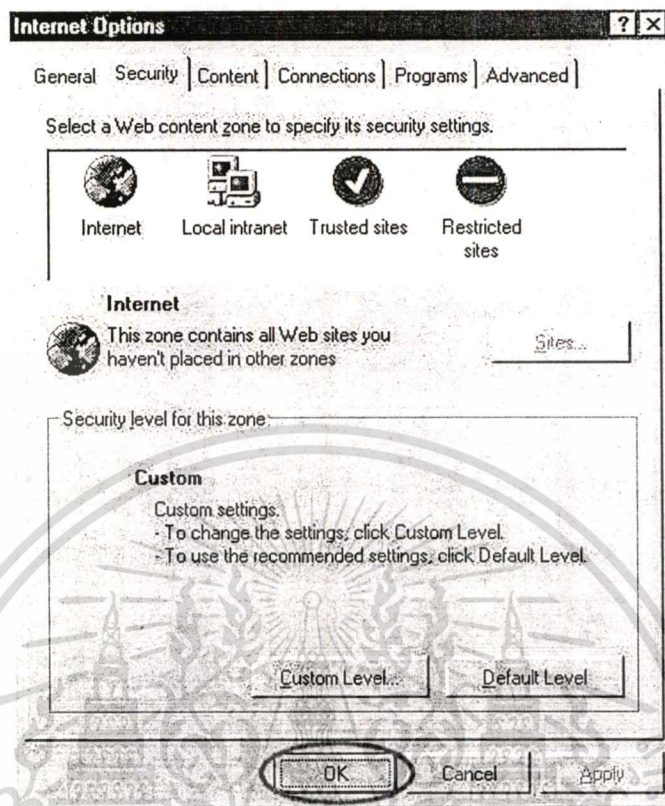 Internet Options ? ×
General Security Content Connections Programs Advanced
Select a Web content zone to specify its security settings.
Internet Local intranet Trusted sites Restricted sites
Internet
This zone contains all Web sites you
haven't placed in other zones
Sites...
Security level for this zone
Custom
Custom settings.
- To change the settings, click Custom Level.
- To use the recommended settings, click Default Level.
Custom Level... Default Level
OK Cancel Apply